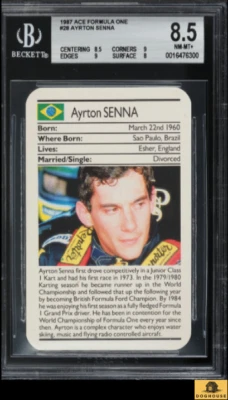 BECKETT
1987 ACE FORMULA ONE
#28 AYRTON SENNA
CENTERING 9.5 CORNERS 9
EDGES 9 SURFACE 8
8.5
NM-MT+
0016476300
Ayrton SENNA
Born: March 22nd 1960
Where Born: Sao Paulo, Brazil
Lives: Esher, England
Married/Single: Divorced
Ayrton Senna first drove competitively in a Junior Class
1 Kart and had his first race in 1973. In the 1979/1980
Karting season he became runner up in the World
Championship and followed that up the following year
by becoming British Formula Ford Champion. By 1984
he was enjoying his first season as a fully fledged Formula
1 Grand Prix driver. He has been in contention for the
World Championship of Formula One every year since
then. Ayrton is a complex character who enjoys water
skiing, music and flying radio controlled aircraft.
DOGHOUSE